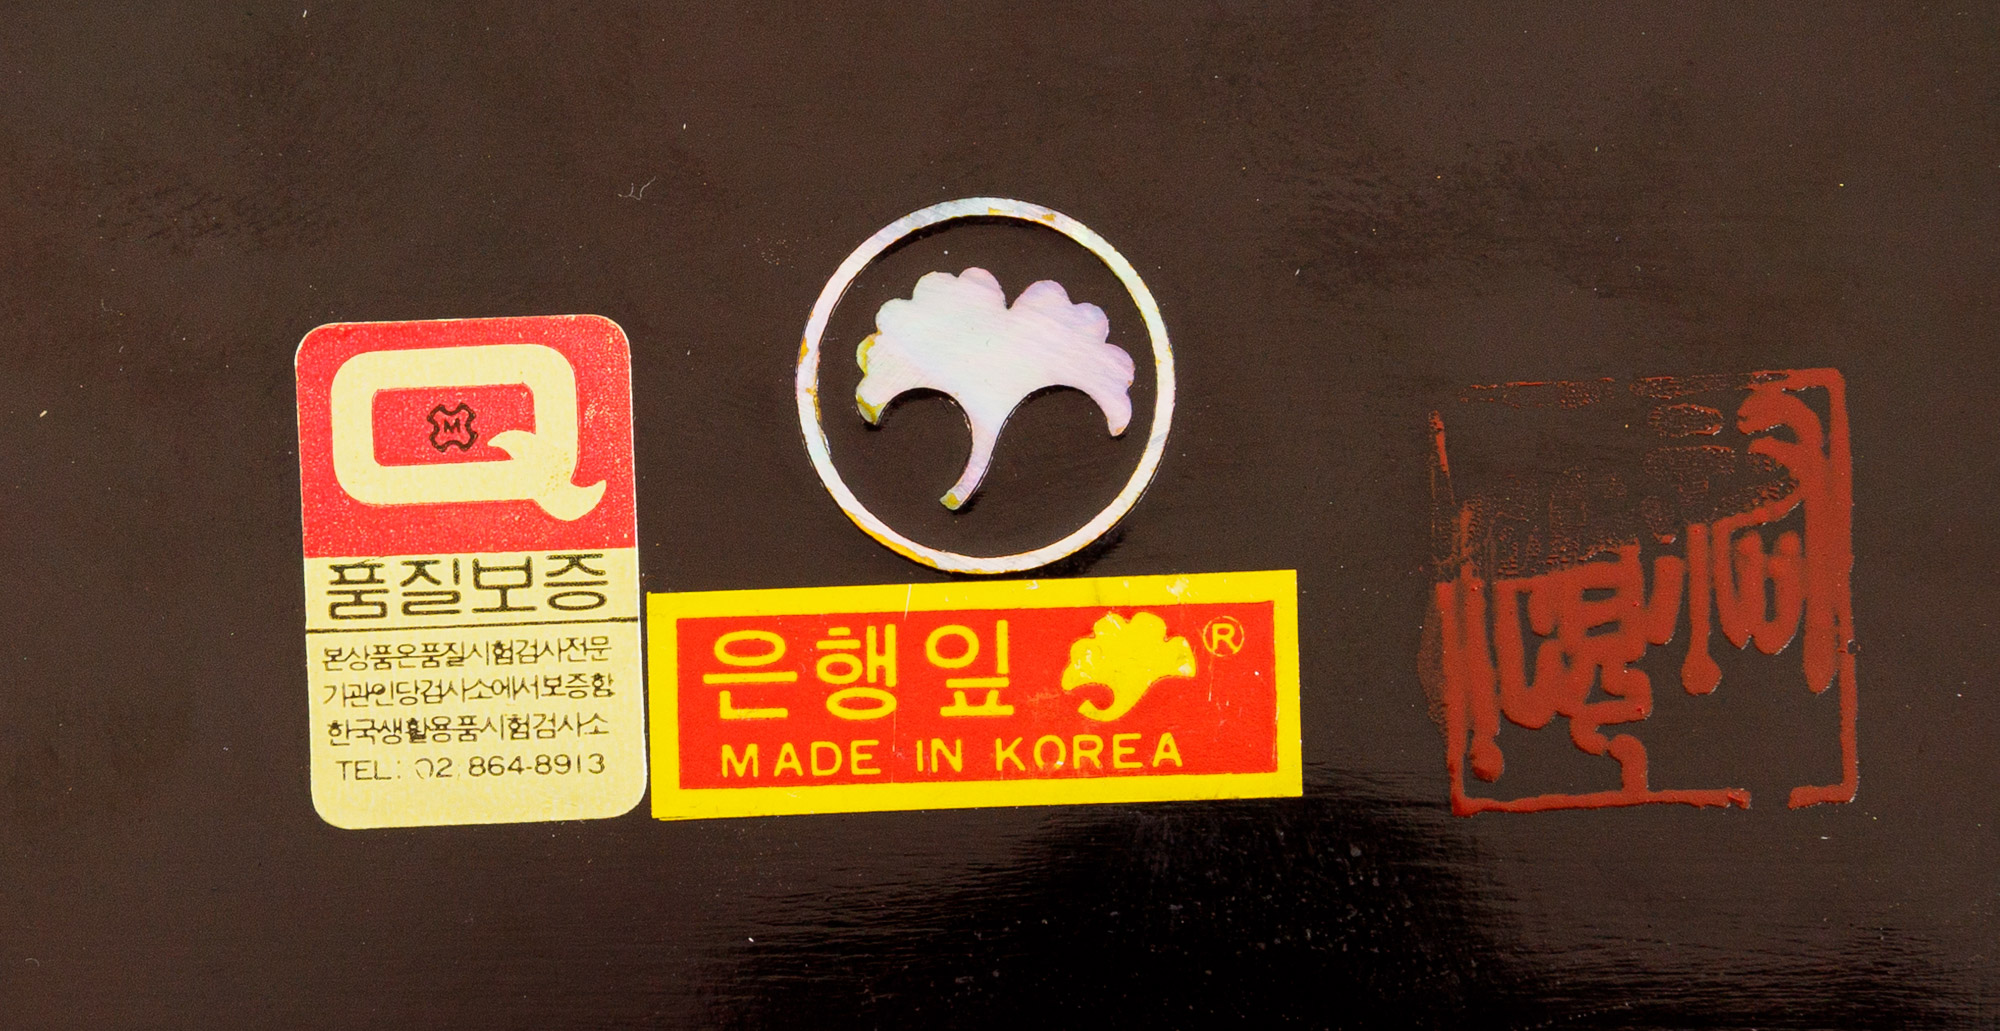 Q
M
품질보증
본상품은품질시험검사전문
기관인당검사소에서보증함
한국생활용품시험검사소
TEL: 02. 864-8913
은행잎 ®
MADE IN KOREA